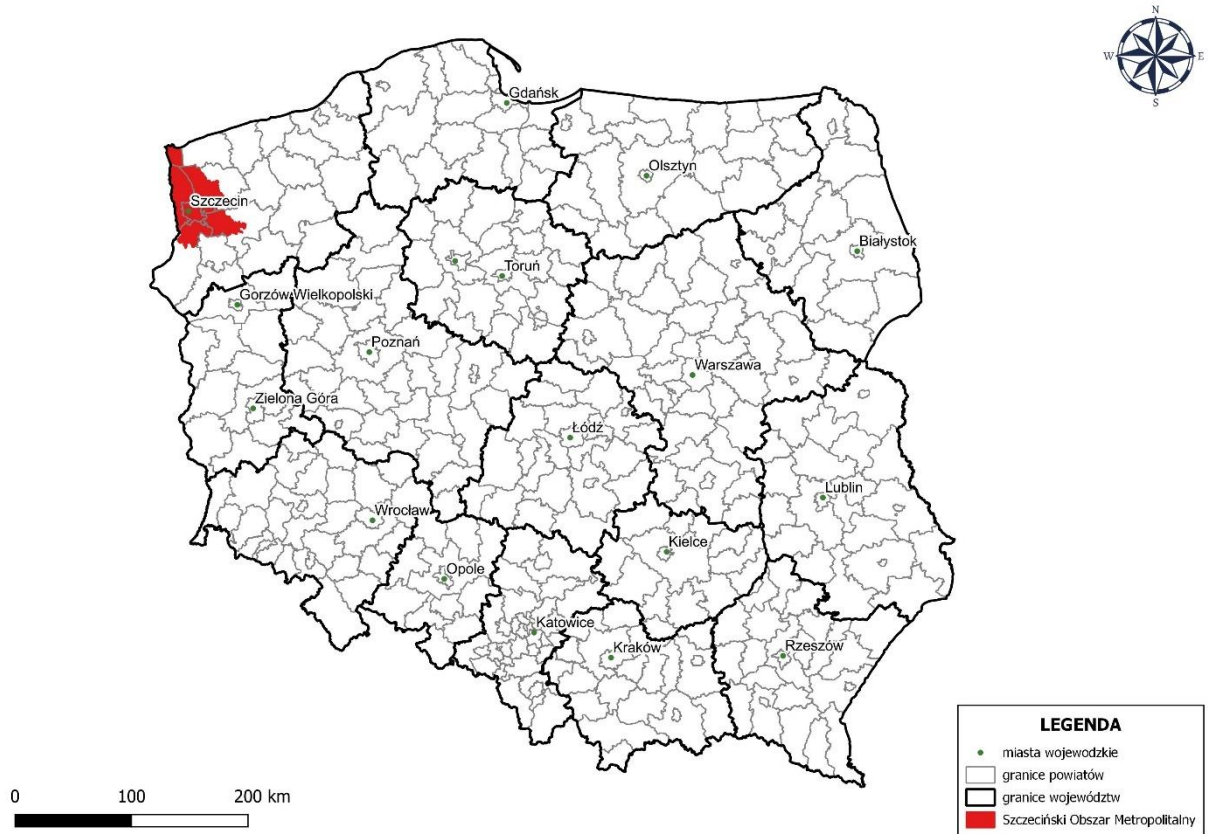 N
W E
S
Gdańsk
Olsztyn
Szczecin
Białystok
Toruń
Gorzów Wielkopolski
Poznań
Warszawa
Zielona Góra
Łódź
Lublin
Wrocław
Kielce
Opole
Katowice
Kraków
Rzeszów
LEGENDA
miasta wojewodzkie
granice powiatów
granice województw
Szczeciński Obszar Metropolitalny
0 100 200 km